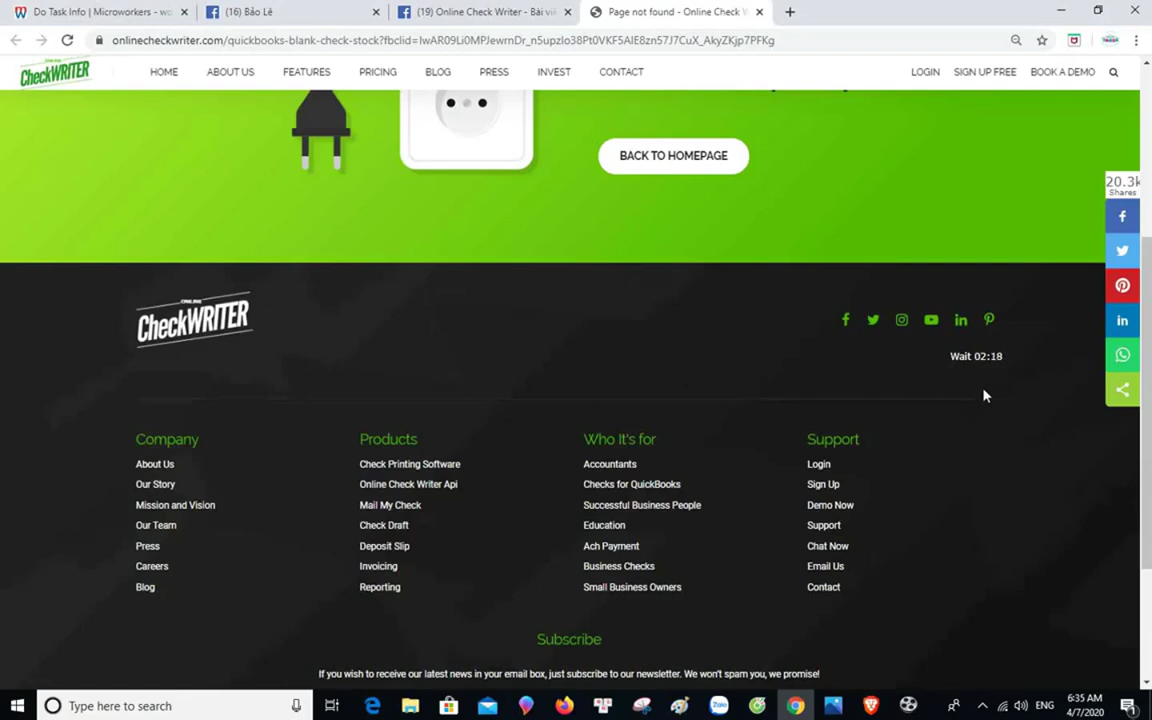 Do Task Info | Microworkers - wo
(16) Bảo Lê
(19) Online Check Writer - Bài viế
Page not found - Online Check W
onlinecheckwriter.com/quickbooks-blank-check-stock?fbclid=IwAR09Li0MPJewrnDr_n5upzlo38Pt0VKF5AIE8zn57J7CuX_AkyZKjp7PFKg
ONLINE
CheckWRITER
HOME
ABOUT US
FEATURES
PRICING
BLOG
PRESS
INVEST
CONTACT
LOGIN
SIGN UP FREE
BOOK A DEMO
BACK TO HOMEPAGE
20.3k
Shares
ONLINE
CheckWRITER
Wait 02:18
Company
About Us
Our Story
Mission and Vision
Our Team
Press
Careers
Blog
Products
Check Printing Software
Online Check Writer Api
Mail My Check
Check Draft
Deposit Slip
Invoicing
Reporting
Who It's for
Accountants
Checks for QuickBooks
Successful Business People
Education
Ach Payment
Business Checks
Small Business Owners
Support
Login
Sign Up
Demo Now
Support
Chat Now
Email Us
Contact
Subscribe
If you wish to receive our latest news in your email box, just subscribe to our newsletter. We won't spam you, we promise!
Type here to search
Zalo
ENG
6:35 AM
4/7/2020
1